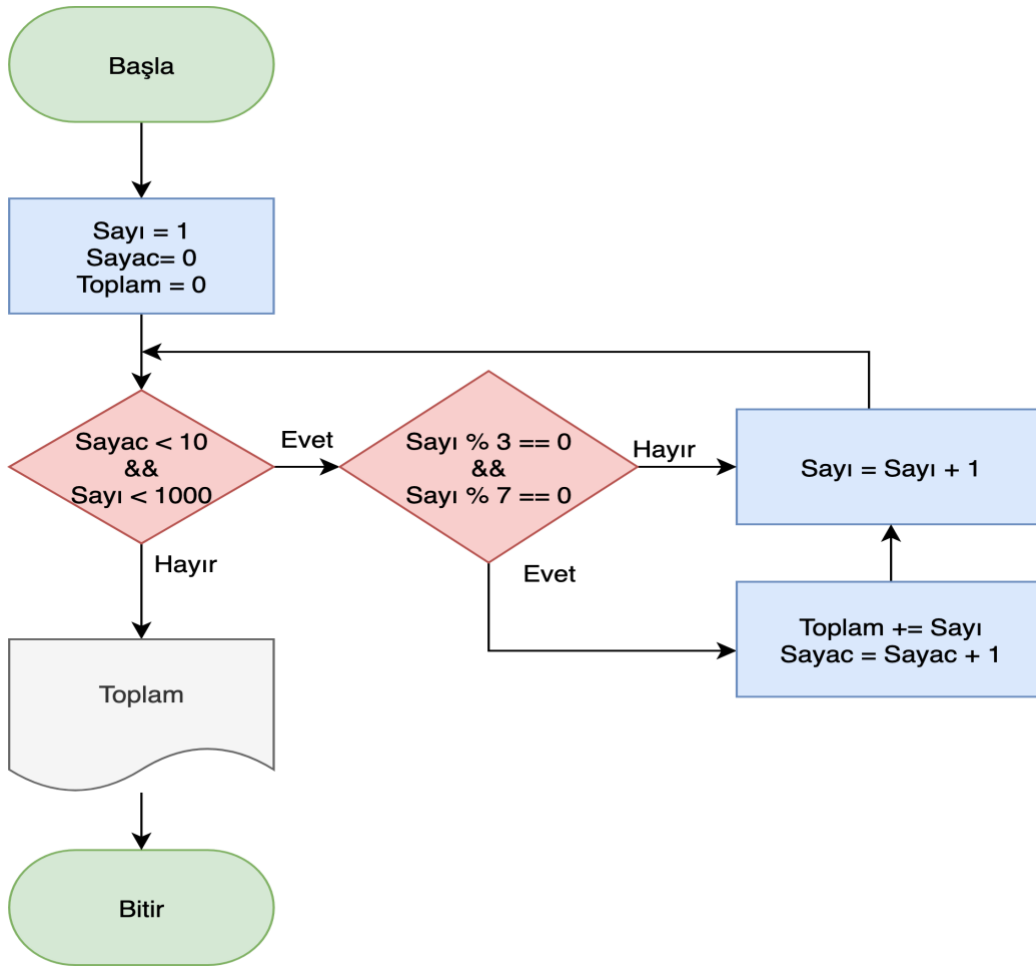 Başla
Sayı = 1
Sayac= 0
Toplam = 0
Sayac < 10
&&
Sayı < 1000
Evet
Sayı % 3 == 0
&&
Sayı % 7 == 0
Hayır
Sayı = Sayı + 1
Hayır
Evet
Toplam += Sayı
Sayac = Sayac + 1
Toplam
Bitir